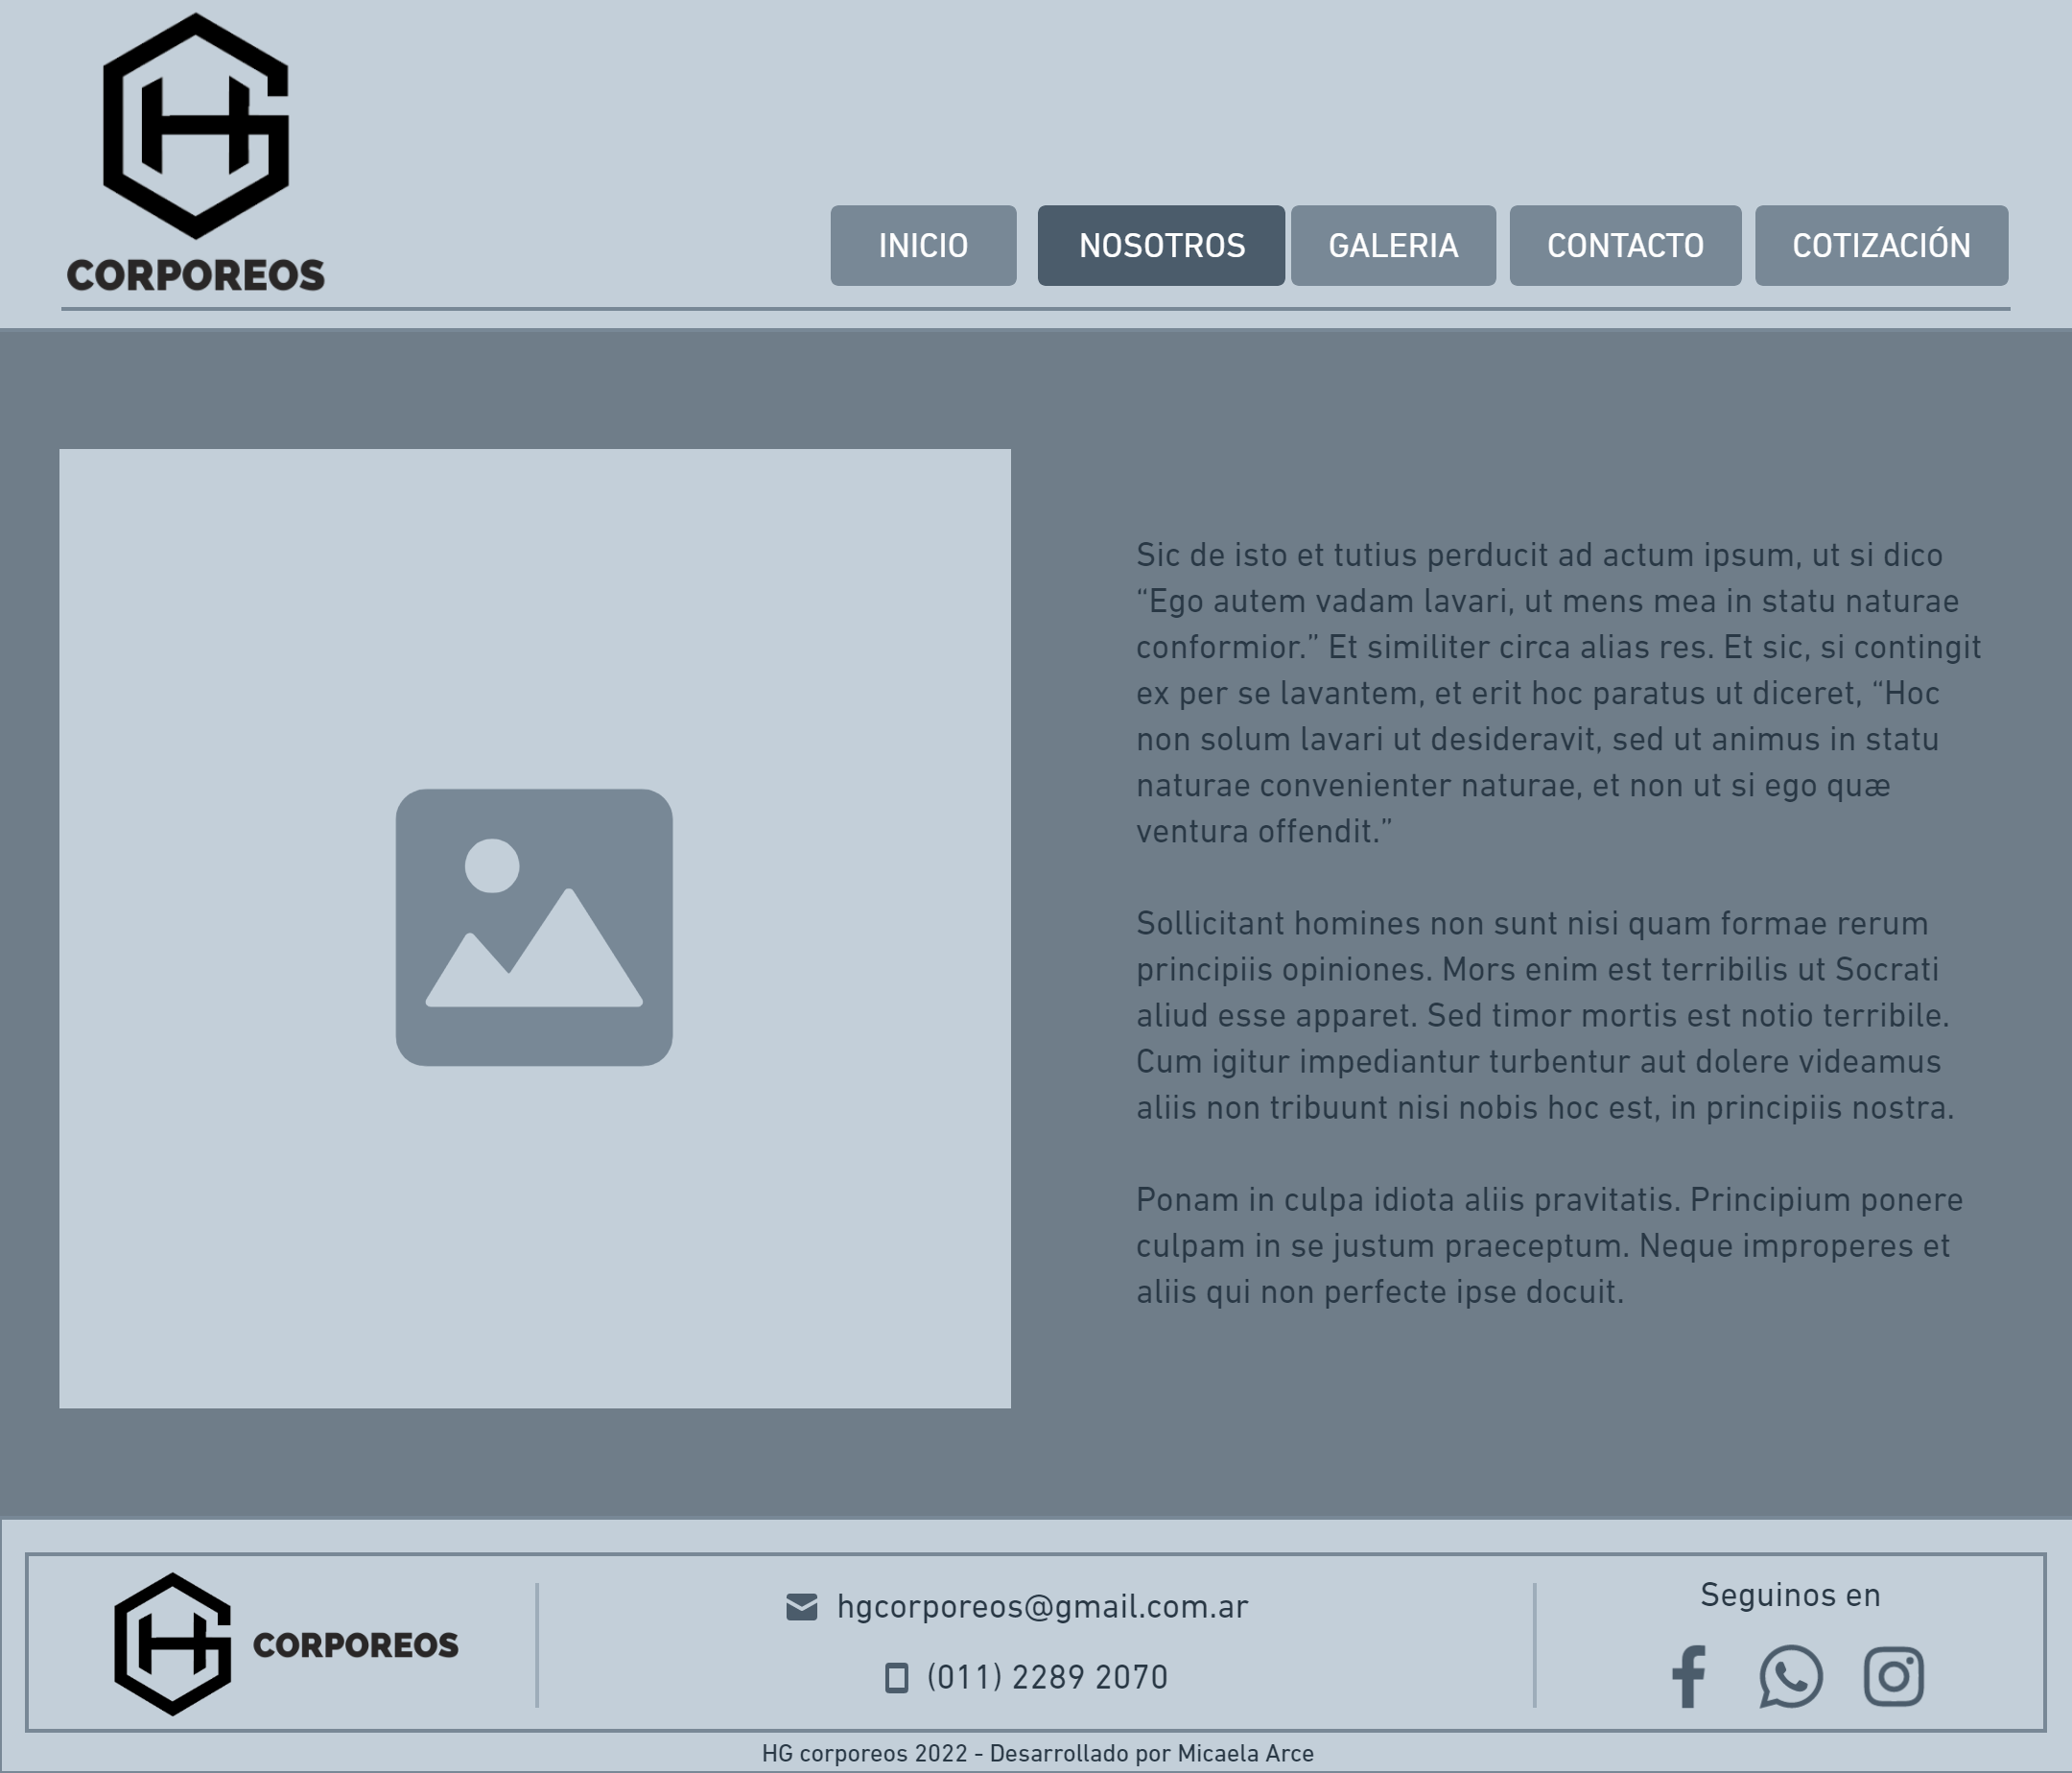 HG
CORPOREOS
INICIO
NOSOTROS
GALERIA
CONTACTO
COTIZACIÓN
Sic de isto et tutius perducit ad actum ipsum, ut si dico
“Ego autem vadam lavari, ut mens mea in statu naturae
conformior.” Et similiter circa alias res. Et sic, si contingit
ex per se lavantem, et erit hoc paratus ut diceret, “Hoc
non solum lavari ut desideravit, sed ut animus in statu
naturae convenienter naturae, et non ut si ego quæ
ventura offendit.”
Sollicitant homines non sunt nisi quam formae rerum
principiis opiniones. Mors enim est terribilis ut Socrati
aliud esse apparet. Sed timor mortis est notio terribile.
Cum igitur impediantur turbentur aut dolere videamus
aliis non tribuunt nisi nobis hoc est, in principiis nostra.
Ponam in culpa idiota aliis pravitatis. Principium ponere
culpam in se justum praeceptum. Neque improperes et
aliis qui non perfecte ipse docuit.
HG
CORPOREOS
hgcorporeos@gmail.com.ar
(011) 2289 2070
Seguinos en
HG corporeos 2022 - Desarrollado por Micaela Arce